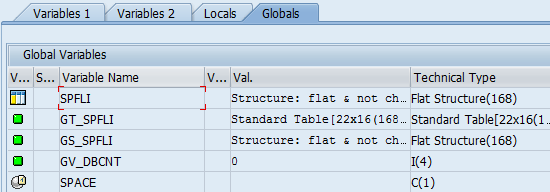 Variables 1 Variables 2 Locals Globals
Global Variables
V... S... Variable Name V... Val. Technical Type
SPFLI Structure: flat & not ch... Flat Structure(168)
GT_SPFLI Standard Table[22x16(168... Standard Table[22x16(1...
GS_SPFLI Structure: flat & not ch... Flat Structure(168)
GV_DBCNT 0 I(4)
SPACE C(1)